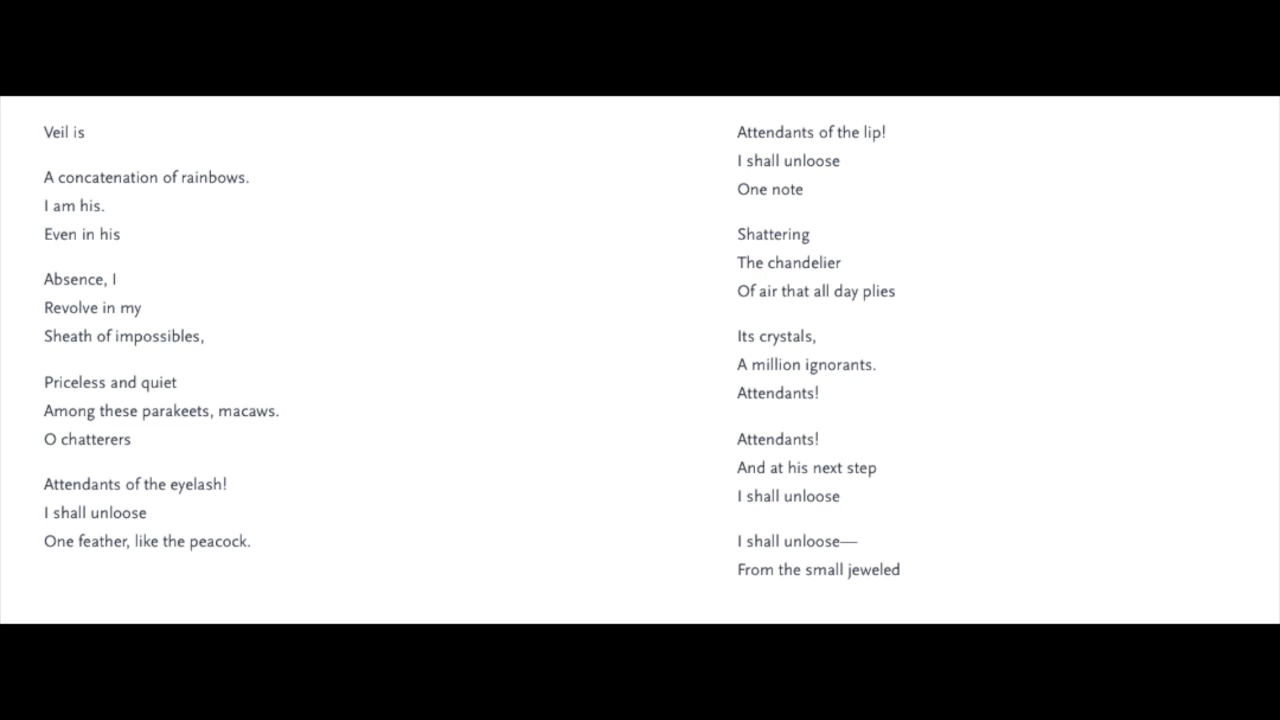 Veil is
A concatenation of rainbows.
I am his.
Even in his
Absence, I
Revolve in my
Sheath of impossibles,
Priceless and quiet
Among these parakeets, macaws.
O chatterers
Attendants of the eyelash!
I shall unloose
One feather, like the peacock.
Attendants of the lip!
I shall unloose
One note
Shattering
The chandelier
Of air that all day plies
Its crystals,
A million ignorants.
Attendants!
Attendants!
And at his next step
I shall unloose
I shall unloose—
From the small jeweled